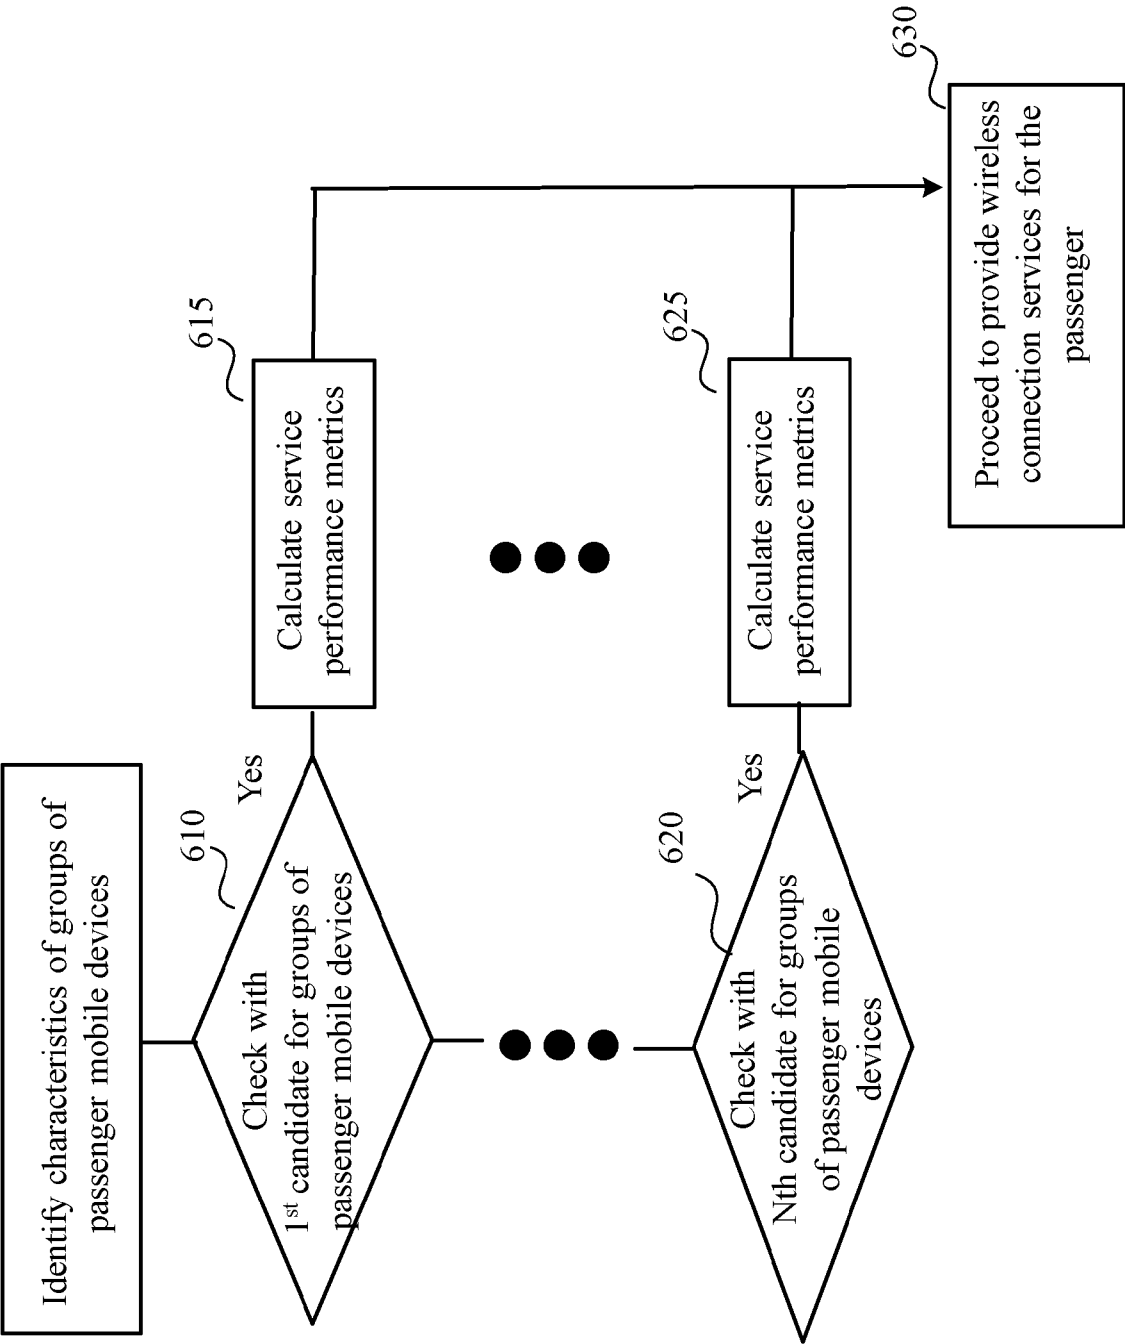 Identify characteristics of groups of
passenger mobile devices
610
Check with
1st candidate for groups of
passenger mobile devices
Yes
615
Calculate service
performance metrics
620
Check with
Nth candidate for groups
of passenger mobile
devices
Yes
625
Calculate service
performance metrics
630
Proceed to provide wireless
connection services for the
passenger